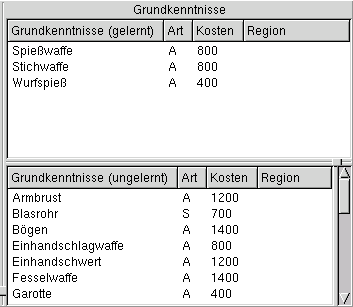 Grundkenntnisse
Grundkenntnisse (gelernt) Art Kosten Region
Spießwaffe A 800
Stichwaffe A 800
Wurfspieß A 400
Grundkenntnisse (ungelernt) Art Kosten Region
Armbrust A 1200
Blasrohr S 700
Bögen A 1400
Einhandschlagwaffe A 800
Einhandschwert A 1200
Fesselwaffe A 1400
Garotte A 400